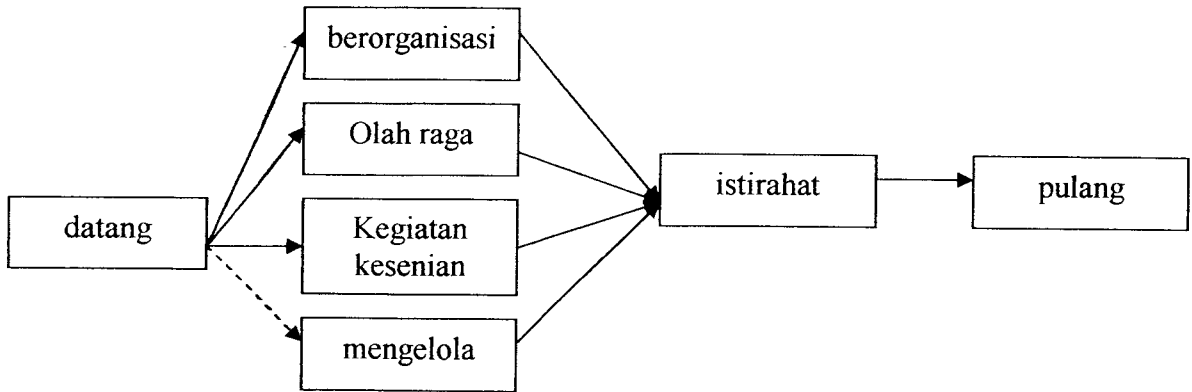 berorganisasi
Olah raga
datang
Kegiatan
kesenian
mengelola
istirahat
pulang